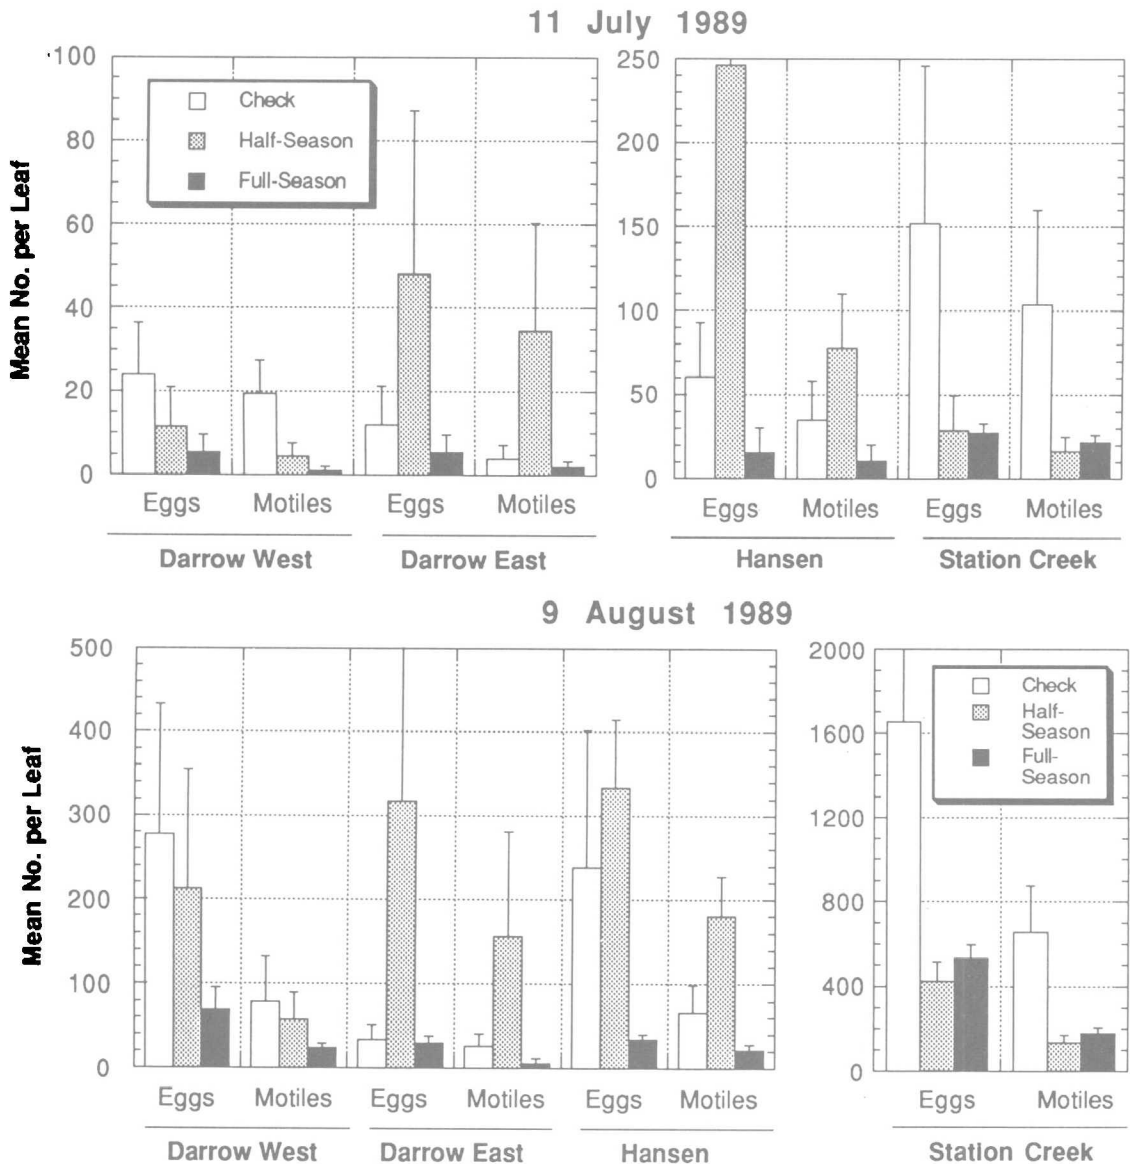 11 July 1989
Mean No. per Leaf
100
80
60
40
20
0
Check
Half-Season
Full-Season
250
200
150
100
50
0
Eggs Motiles Eggs Motiles
Darrow West Darrow East
Eggs Motiles Eggs Motiles
Hansen Station Creek
9 August 1989
Mean No. per Leaf
500
400
300
200
100
0
2000
1600
1200
800
400
0
Check
Half-
Season
Full-
Season
Eggs Motiles Eggs Motiles Eggs Motiles
Darrow West Darrow East Hansen
Eggs Motiles
Station Creek